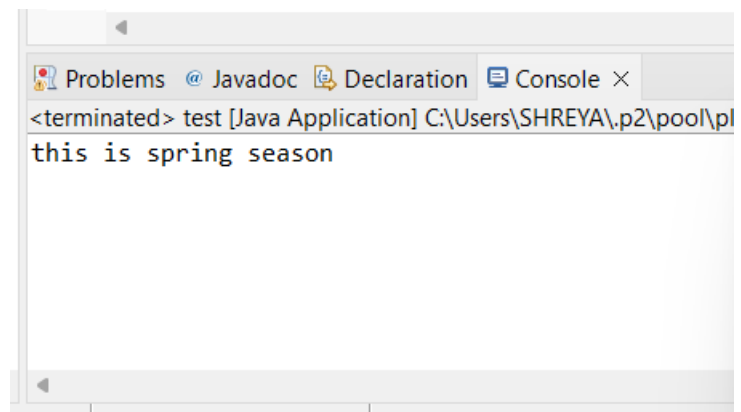 Problems @ Javadoc Declaration Console
<terminated> test [Java Application] C:\Users\SHREYA\.p2\pool\pl
this is spring season